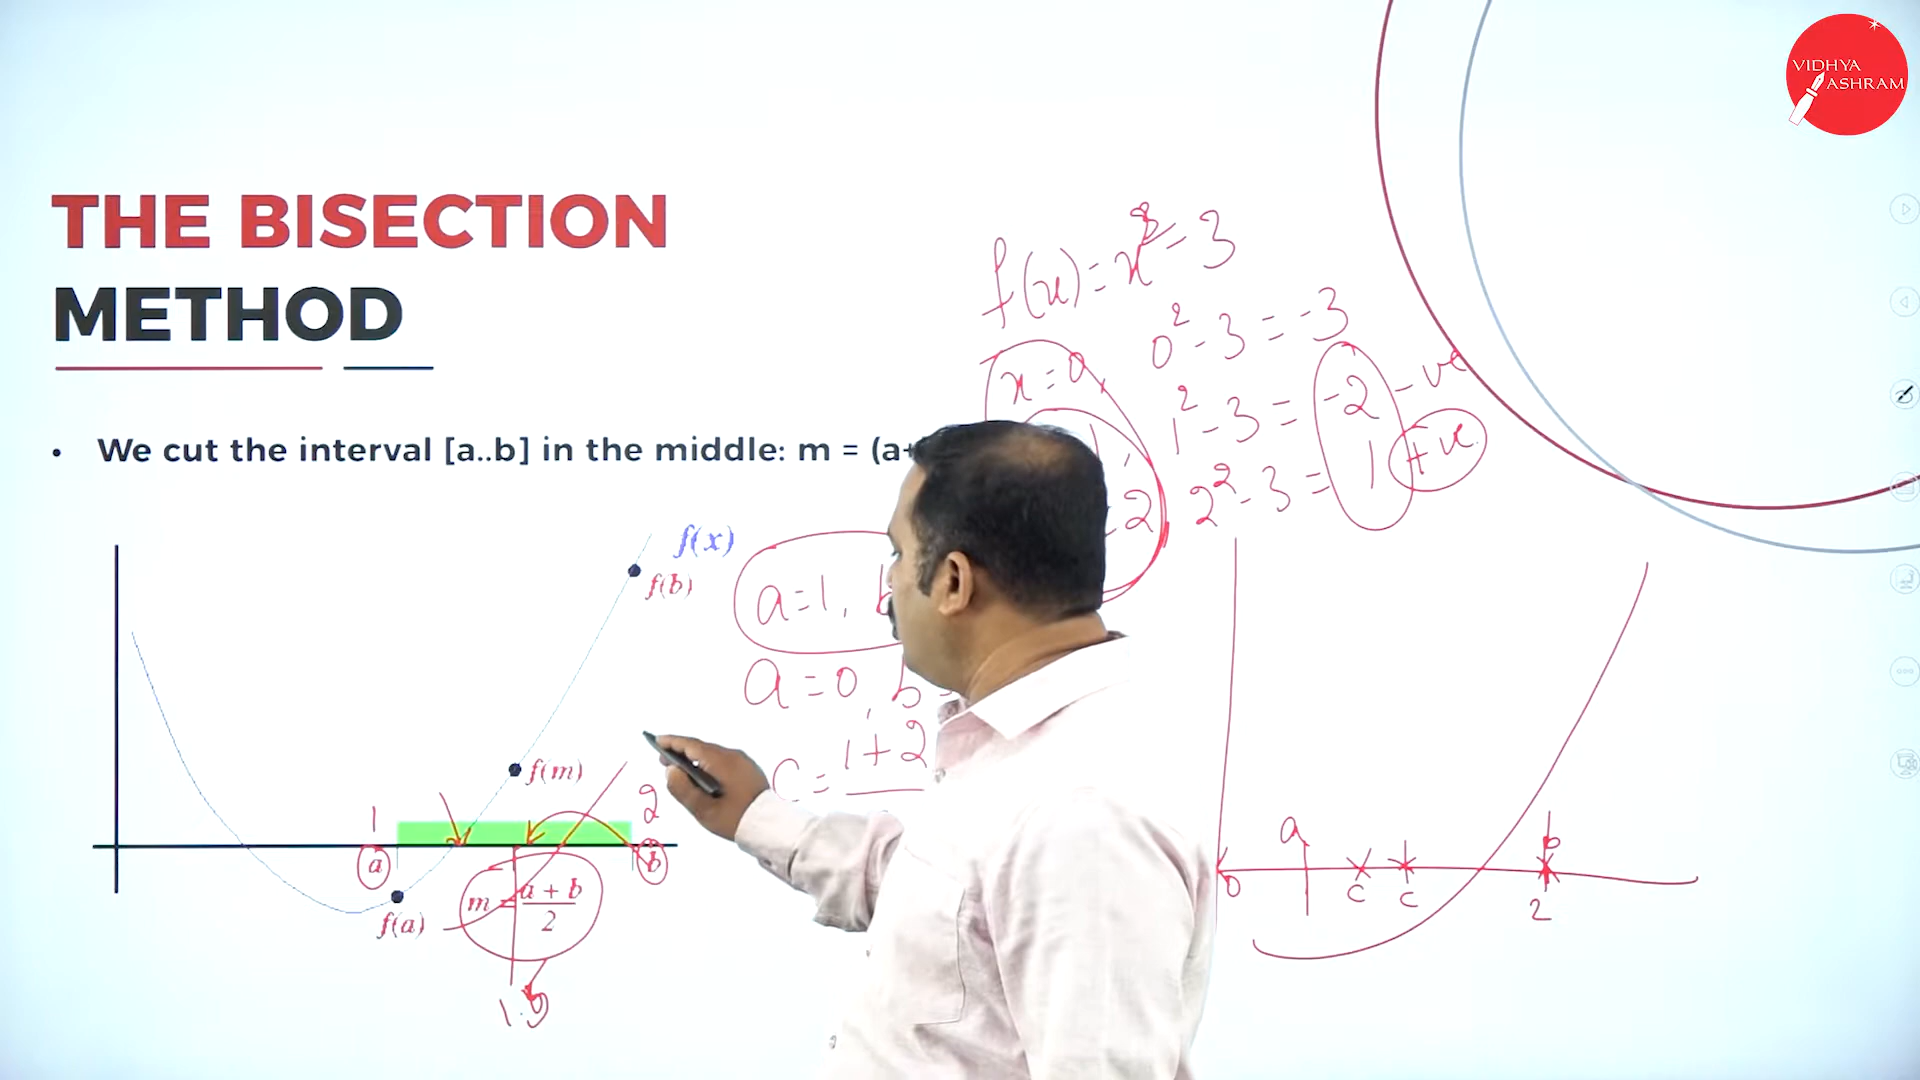 VIDHYA
ASHRAM
THE BISECTION
METHOD
• We cut the interval [a..b] in the middle: m = (a+
f(x) = x² - 3
x = 0
0² - 3 = -3
1, 1² - 3 = -2 -ve
2 2² - 3 = 1 +ve
f(x)
f(b)
a = 1, b
a = 0, b =
C = 1 + 2
f(m)
1
2
a
b
m = a + b
2
f(a)
a
b
0
c
c
2